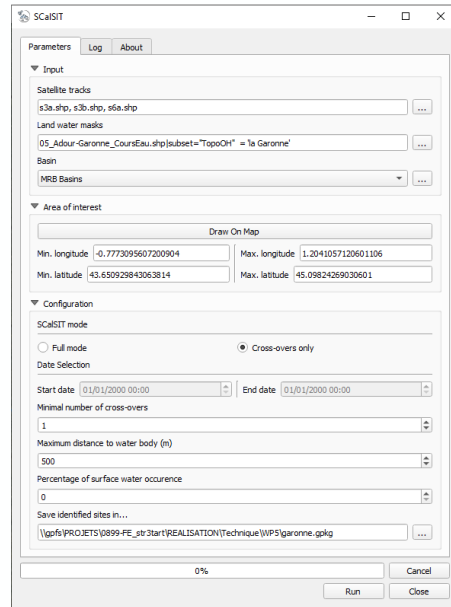 SCalSIT
Parameters Log About
Input
Satellite tracks
s3a.shp, s3b.shp, s6a.shp ...
Land water masks
05_Adour-Garonne_CoursEau.shp|subset="TopoOH" = 'la Garonne' ...
Basin
MRB Basins ...
Area of interest
Draw On Map
Min. longitude -0.7773095607200904 Max. longitude 1.2041057120601106
Min. latitude 43.650929843063814 Max. latitude 45.09824269030601
Configuration
SCalSIT mode
Full mode Cross-overs only
Date Selection
Start date 01/01/2000 00:00 End date 01/01/2000 00:00
Minimal number of cross-overs
1
Maximum distance to water body (m)
500
Percentage of surface water occurence
0
Save identified sites in...
\\gpfs\PROJETS\0899-FE_str3tart\REALISATION\Technique\WP5\garonne.gpkg ...
0% Cancel
Run Close